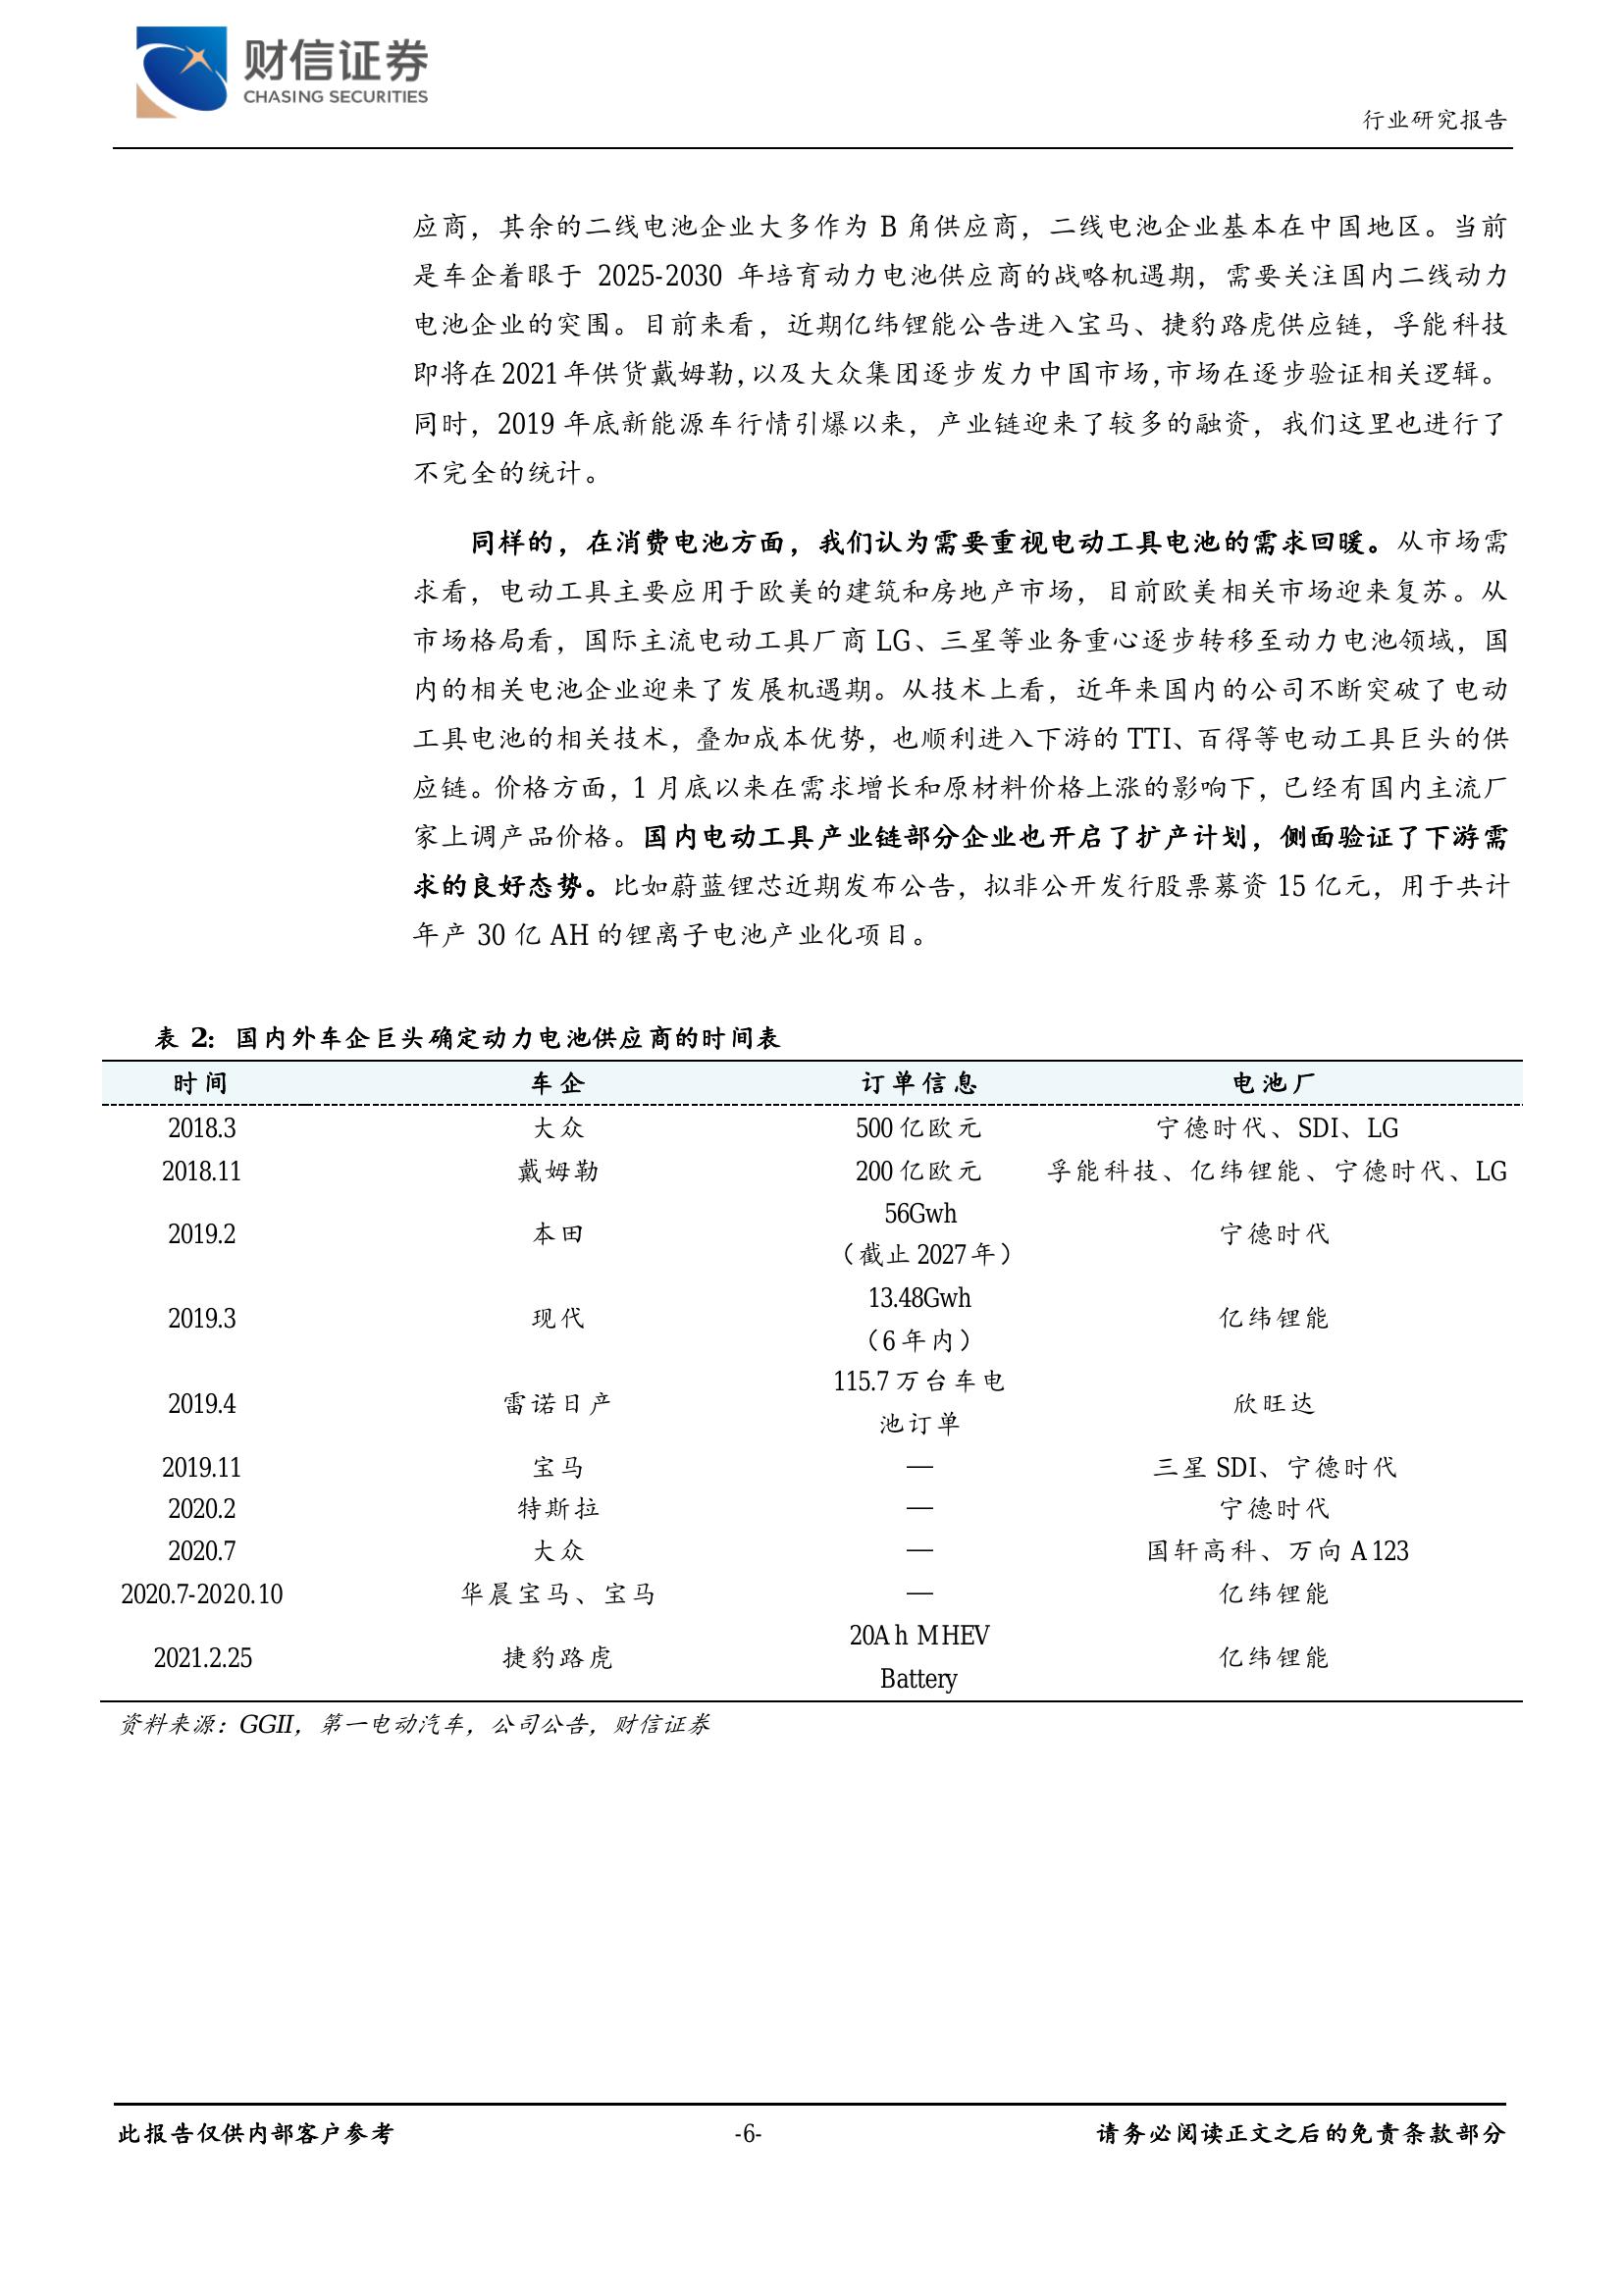 财信证券
CHASING SECURITIES
行业研究报告
应商，其余的二线电池企业大多作为 B 角供应商，二线电池企业基本在中国地区。当前
是车企着眼于 2025-2030 年培育动力电池供应商的战略机遇期，需要关注国内二线动力
电池企业的突围。目前来看，近期亿纬锂能公告进入宝马、捷豹路虎供应链，孚能科技
即将在 2021 年供货戴姆勒,以及大众集团逐步发力中国市场,市场在逐步验证相关逻辑。
同时，2019 年底新能源车行情引爆以来，产业链迎来了较多的融资，我们这里也进行了
不完全的统计。
同样的，在消费电池方面，我们认为需要重视电动工具电池的需求回暖。从市场需
求看，电动工具主要应用于欧美的建筑和房地产市场，目前欧美相关市场迎来复苏。从
市场格局看，国际主流电动工具厂商 LG、三星等业务重心逐步转移至动力电池领域，国
内的相关电池企业迎来了发展机遇期。从技术上看，近年来国内的公司不断突破了电动
工具电池的相关技术，叠加成本优势，也顺利进入下游的 TTI、百得等电动工具巨头的供
应链。价格方面，1 月底以来在需求增长和原材料价格上涨的影响下，已经有国内主流厂
家上调产品价格。国内电动工具产业链部分企业也开启了扩产计划，侧面验证了下游需
求的良好态势。比如蔚蓝锂芯近期发布公告，拟非公开发行股票募资 15 亿元，用于共计
年产 30 亿 AH 的锂离子电池产业化项目。
表 2：国内外车企巨头确定动力电池供应商的时间表
时间 车企 订单信息 电池厂
2018.3 大众 500 亿欧元 宁德时代、SDI、LG
2018.11 戴姆勒 200 亿欧元 孚能科技、亿纬锂能、宁德时代、LG
2019.2 本田 56Gwh 宁德时代
（截止 2027 年）
2019.3 现代 13.48Gwh 亿纬锂能
（6 年内）
2019.4 雷诺日产 115.7 万台车电 欣旺达
池订单
2019.11 宝马 — 三星 SDI、宁德时代
2020.2 特斯拉 — 宁德时代
2020.7 大众 — 国轩高科、万向 A123
2020.7-2020.10 华晨宝马、宝马 — 亿纬锂能
2021.2.25 捷豹路虎 20Ah MHEV 亿纬锂能
Battery
资料来源：GGII，第一电动汽车，公司公告，财信证券
此报告仅供内部客户参考 -6- 请务必阅读正文之后的免责条款部分